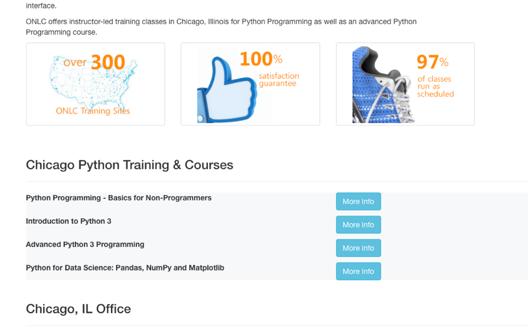 interface.
ONLC offers instructor-led training classes in Chicago, Illinois for Python Programming as well as an advanced Python
Programming course.
over 300
ONLC Training Sites
100%
satisfaction
guarantee
97%
of classes
run as
scheduled
Chicago Python Training & Courses
Python Programming - Basics for Non-Programmers
More Info
Introduction to Python 3
More Info
Advanced Python 3 Programming
More Info
Python for Data Science: Pandas, NumPy and Matplotlib
More Info
Chicago, IL Office